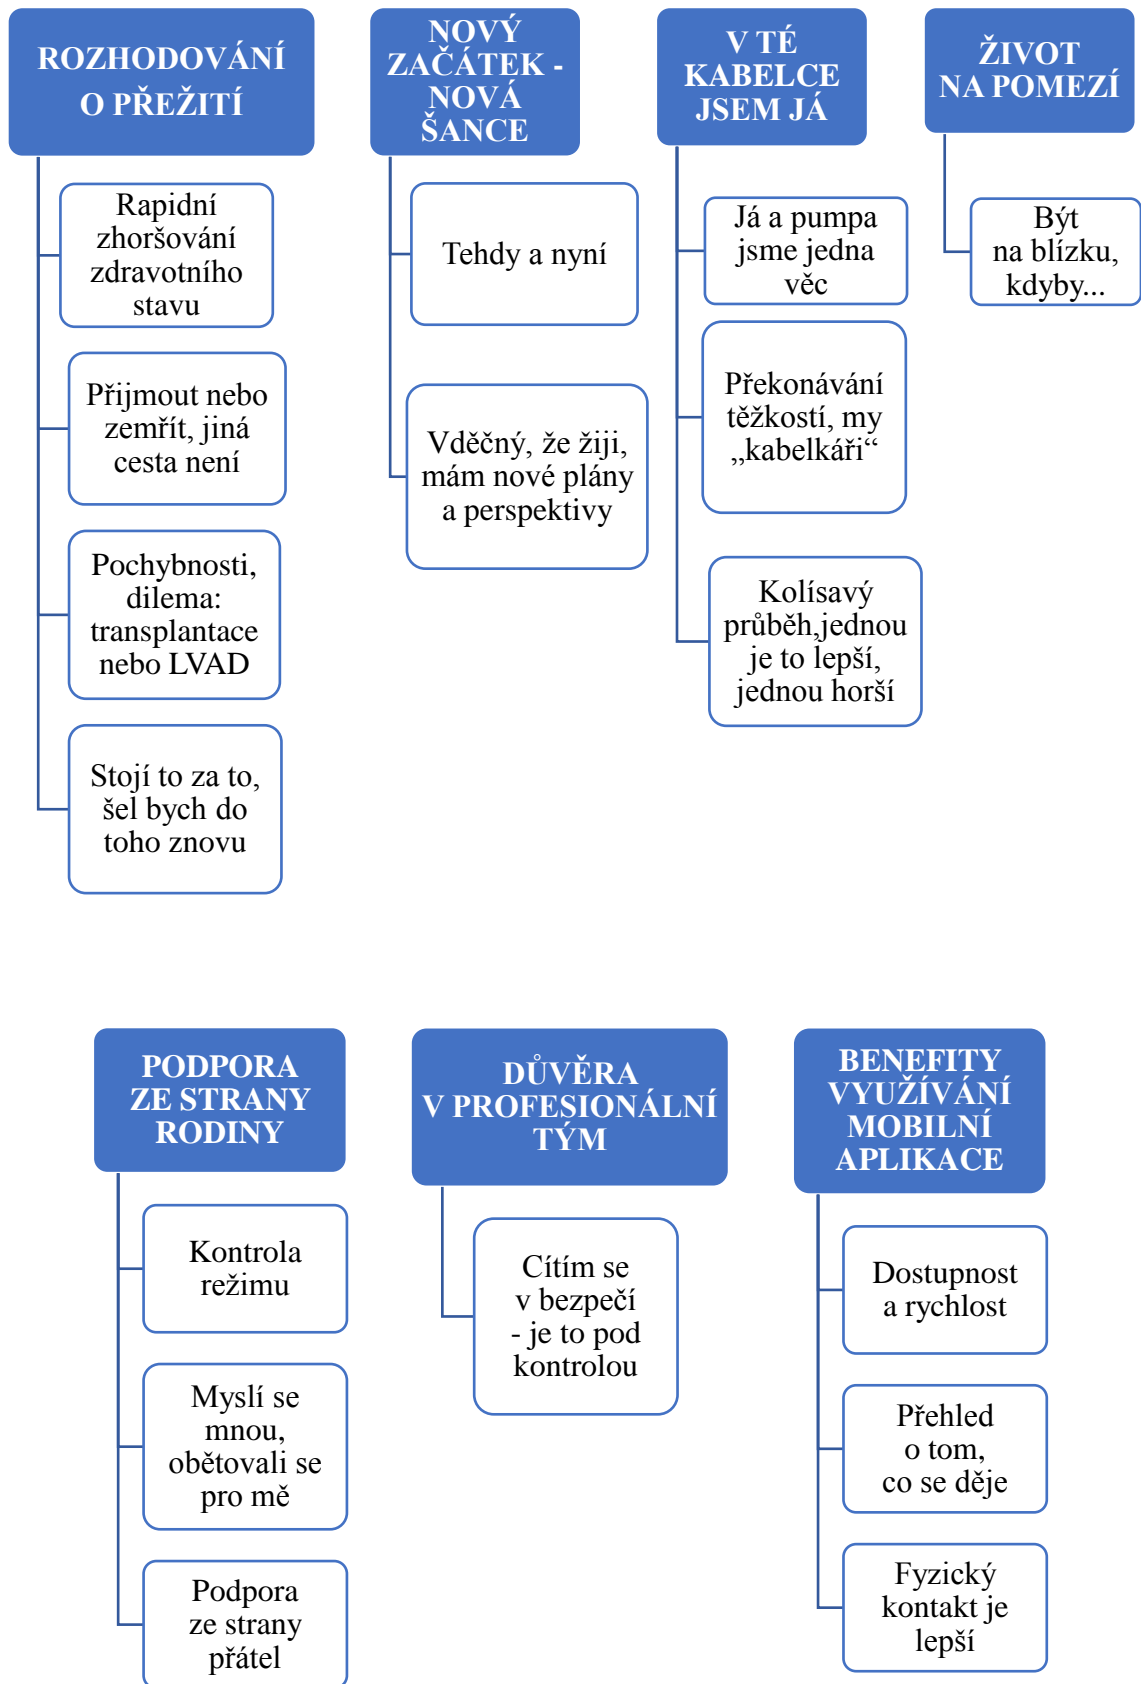 ROZHODOVÁNÍ
O PŘEŽITÍ
Rapidní
zhoršování
zdravotního
stavu
Přijmout nebo
zemřít, jiná
cesta není
Pochybnosti,
dilema:
transplantace
nebo LVAD
Stojí to za to,
šel bych do
toho znovu
NOVÝ
ZAČÁTEK -
NOVÁ
ŠANCE
Tehdy a nyní
Vděčný, že žiji,
mám nové plány
a perspektivy
V TÉ
KABELCE
JSEM JÁ
Já a pumpa
jsme jedna
věc
Překonávání
těžkostí, my
„kabelkáři“
Kolísavý
průběh,jednou
je to lepší,
jednou horší
ŽIVOT
NA POMEZÍ
Být
na blízku,
kdyby...
PODPORA
ZE STRANY
RODINY
Kontrola
režimu
Myslí se
mnou,
obětovali se
pro mě
Podpora
ze strany
přátel
DŮVĚRA
V PROFESIONÁLNÍ
TÝM
Cítím se
v bezpečí
- je to pod
kontrolou
BENEFITY
VYUŽÍVÁNÍ
MOBILNÍ
APLIKACE
Dostupnost
a rychlost
Přehled
o tom,
co se děje
Fyzický
kontakt je
lepší